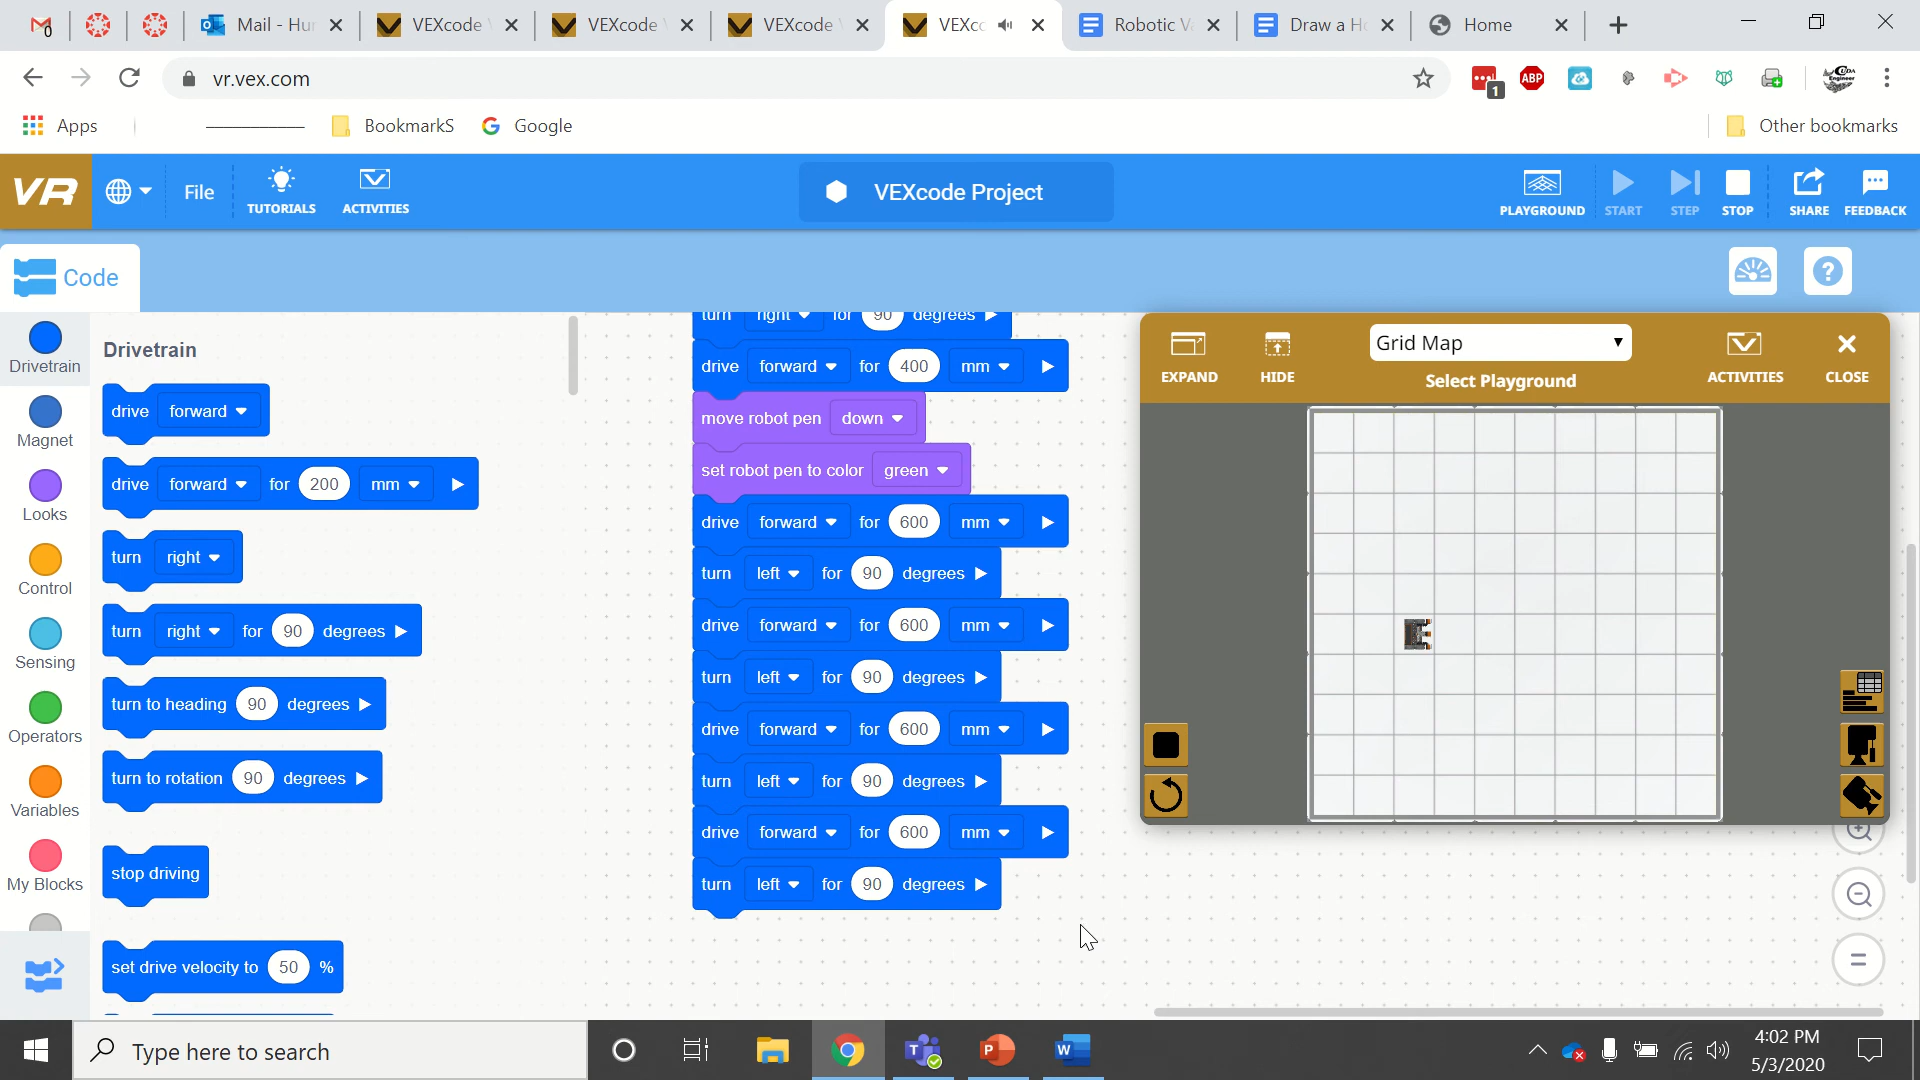 Mail - Hu
VEXcode
VEXcode
VEXcode
VEXc
Robotic V
Draw a H
Home
vr.vex.com
1
ABP
Apps
BookmarkS
Google
Other bookmarks
VR
File
TUTORIALS
ACTIVITIES
VEXcode Project
PLAYGROUND
START
STEP
STOP
SHARE
FEEDBACK
Code
?
Drivetrain
Magnet
Looks
Control
Sensing
Operators
Variables
My Blocks
Drivetrain
drive forward
drive forward for 200 mm
turn right
turn right for 90 degrees
turn to heading 90 degrees
turn to rotation 90 degrees
stop driving
set drive velocity to 50 %
turn right for 90 degrees
drive forward for 400 mm
move robot pen down
set robot pen to color green
drive forward for 600 mm
turn left for 90 degrees
drive forward for 600 mm
turn left for 90 degrees
drive forward for 600 mm
turn left for 90 degrees
drive forward for 600 mm
turn left for 90 degrees
EXPAND
HIDE
Grid Map
Select Playground
ACTIVITIES
CLOSE
Type here to search
4:02 PM
5/3/2020